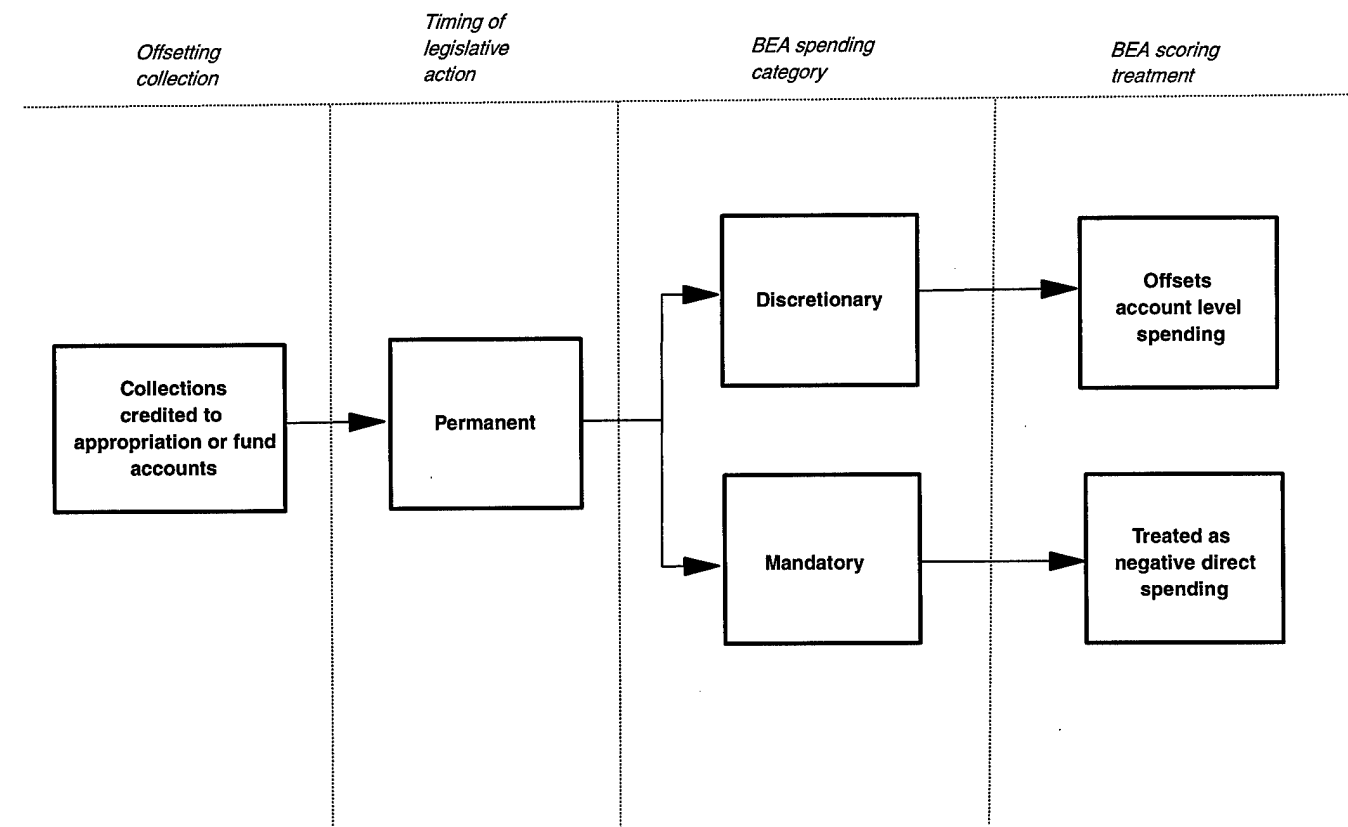 Offsetting
collection
Timing of
legislative
action
BEA spending
category
BEA scoring
treatment
Collections
credited to
appropriation or fund
accounts
Permanent
Discretionary
Offsets
account level
spending
Mandatory
Treated as
negative direct
spending